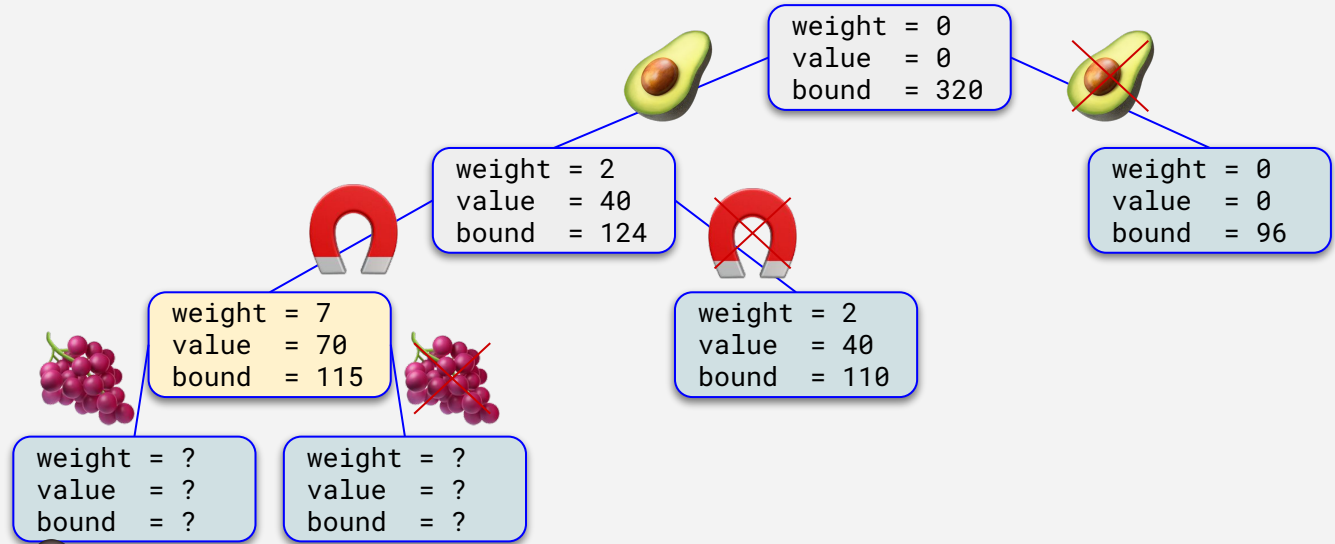 weight = 0
value  = 0
bound  = 320
weight = 2
value  = 40
bound  = 124
weight = 0
value  = 0
bound  = 96
weight = 7
value  = 70
bound  = 115
weight = 2
value  = 40
bound  = 110
weight = ?
value  = ?
bound  = ?
weight = ?
value  = ?
bound  = ?